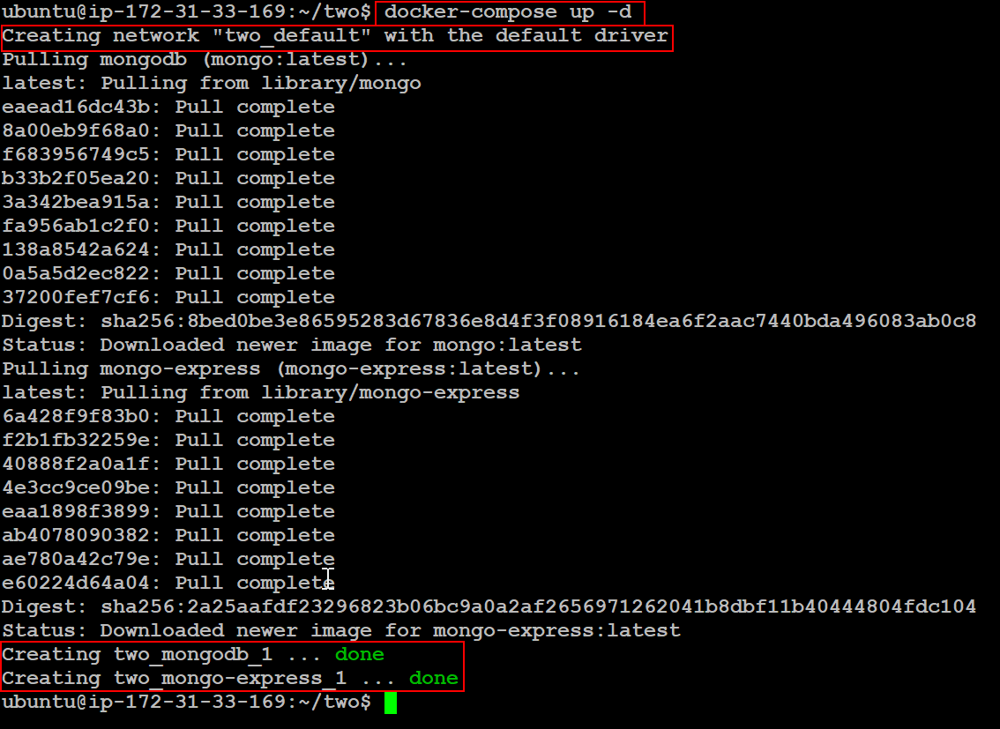 ubuntu@ip-172-31-33-169:~/two$ docker-compose up -d
Creating network "two_default" with the default driver
Pulling mongodb (mongo:latest)...
latest: Pulling from library/mongo
eaead16dc43b: Pull complete
8a00eb9f68a0: Pull complete
f683956749c5: Pull complete
b33b2f05ea20: Pull complete
3a342bea915a: Pull complete
fa956ab1c2f0: Pull complete
138a8542a624: Pull complete
0a5a5d2ec822: Pull complete
37200fef7cf6: Pull complete
Digest: sha256:8bed0be3e86595283d67836e8d4f3f08916184ea6f2aac7440bda496083ab0c8
Status: Downloaded newer image for mongo:latest
Pulling mongo-express (mongo-express:latest)...
latest: Pulling from library/mongo-express
6a428f9f83b0: Pull complete
f2b1fb32259e: Pull complete
40888f2a0a1f: Pull complete
4e3cc9ce09be: Pull complete
eaa1898f3899: Pull complete
ab4078090382: Pull complete
ae780a42c79e: Pull complete
e60224d64a04: Pull complete
Digest: sha256:2a25aafdf23296823b06bc9a0a2af2656971262041b8dbf11b40444804fdc104
Status: Downloaded newer image for mongo-express:latest
Creating two_mongodb_1 ... done
Creating two_mongo-express_1 ... done
ubuntu@ip-172-31-33-169:~/two$